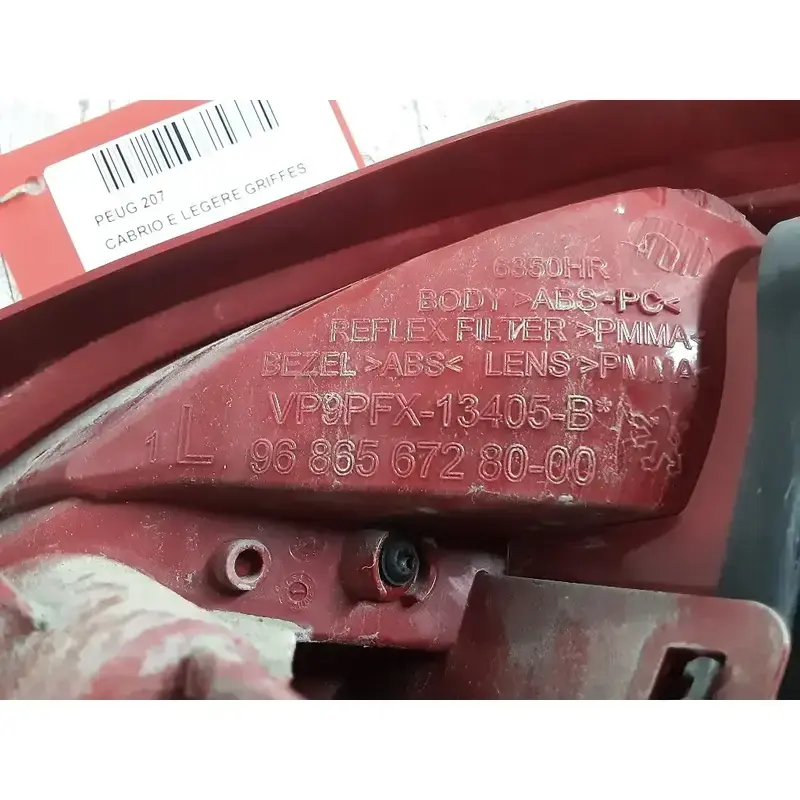 PEUG 207
CABRIO E LEGERE GRIFFES
6350HR
BODY >ABS-PC<
REFLEX FILTER >PMMA<
BEZEL >ABS< LENS >PMMA
VP9PFX-13405-B*
1 L 96 865 672 80-00